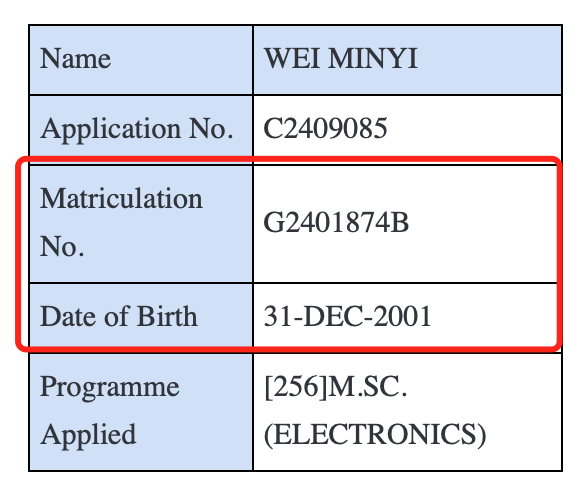 Name WEI MINYI
Application No. C2409085
Matriculation
No.
G2401874B
Date of Birth 31-DEC-2001
Programme
Applied
[256]M.SC.
(ELECTRONICS)